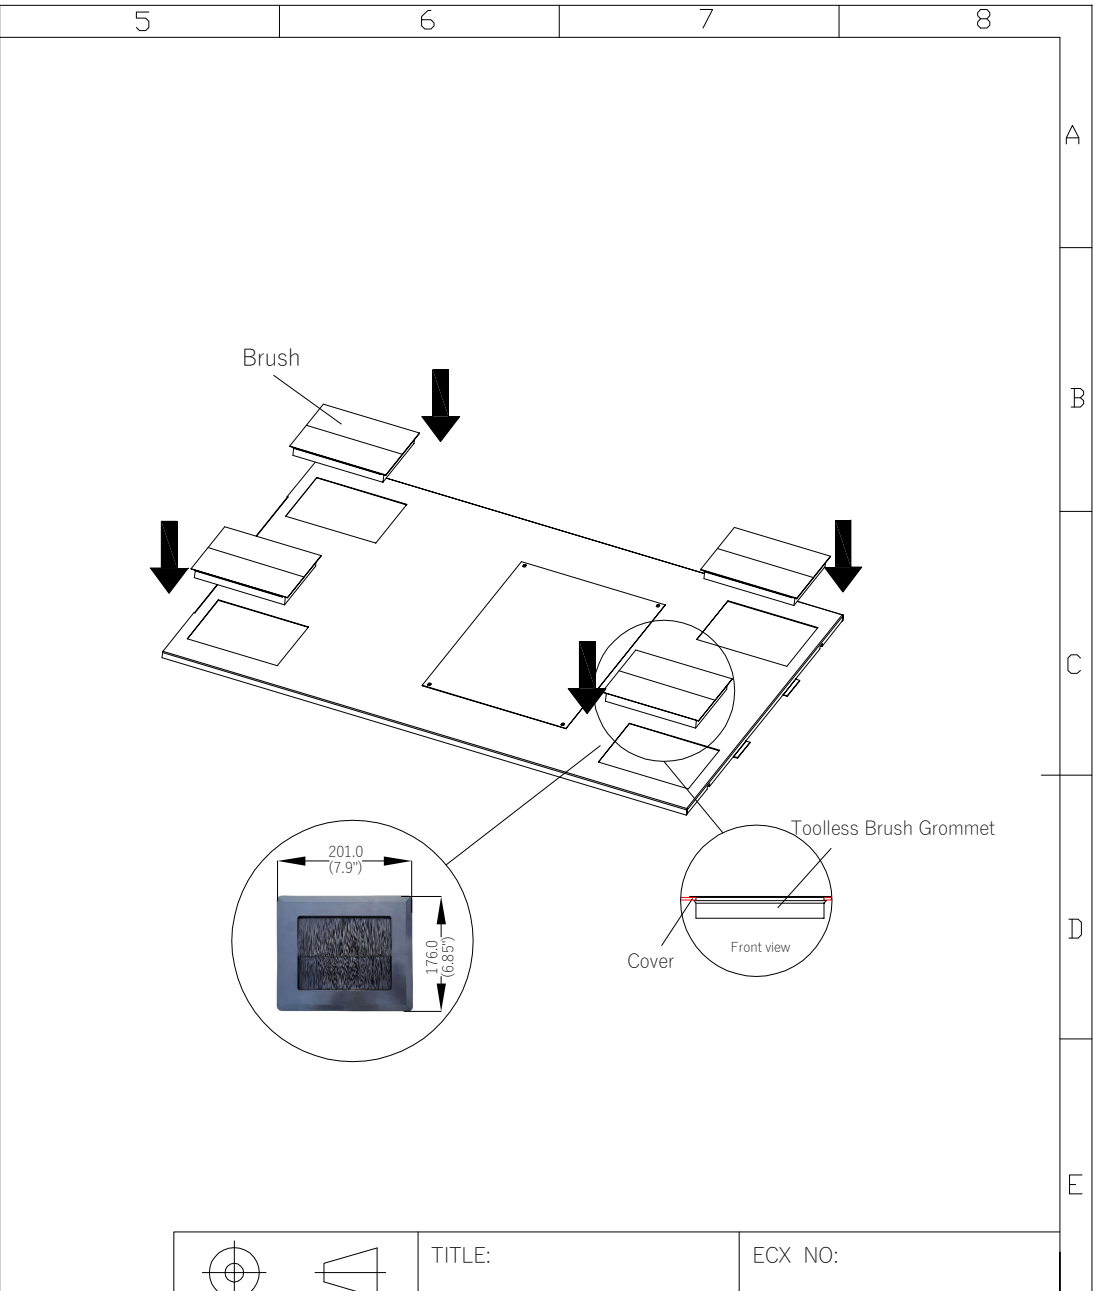 5 6 7 8
A
B
C
D
E
Brush
201.0
(7.9")
176.0
(6.85")
Toolless Brush Grommet
Front view
Cover
TITLE:
ECX NO: